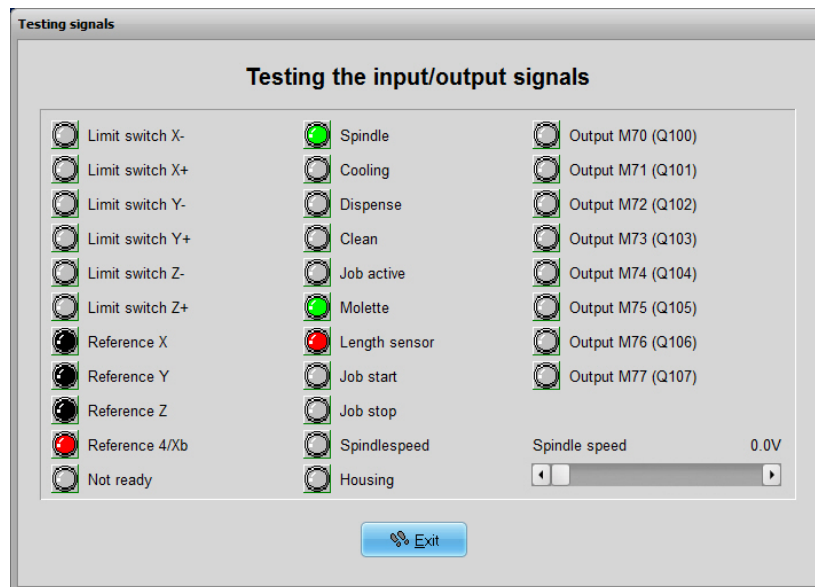 Testing signals
Testing the input/output signals
Limit switch X-
Limit switch X+
Limit switch Y-
Limit switch Y+
Limit switch Z-
Limit switch Z+
Reference X
Reference Y
Reference Z
Reference 4/Xb
Not ready
Spindle
Cooling
Dispense
Clean
Job active
Molette
Length sensor
Job start
Job stop
Spindlespeed
Housing
Output M70 (Q100)
Output M71 (Q101)
Output M72 (Q102)
Output M73 (Q103)
Output M74 (Q104)
Output M75 (Q105)
Output M76 (Q106)
Output M77 (Q107)
Spindle speed 0.0V
Exit